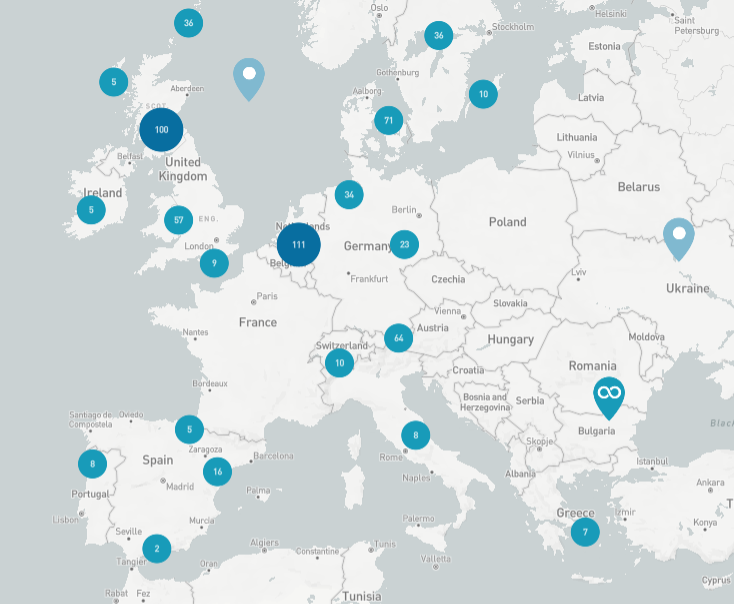 Oslo
Helsinki
Saint
Petersburg
36
36
Stockholm
Estonia
5
Aberdeen
Gothenburg
10
Latvia
Aalborg
SCOT
71
100
Lithuania
Belfast
United
Kingdom
Vilnius
Belarus
Ireland
34
5
57
ENG.
Berlin
Poland
Netherlands
London
111
Germany
23
9
Belg
Frankfurt
Czechia
Lviv
Ukraine
Paris
France
Slovakia
Vienna
Austria
Nantes
64
Hungary
Moldova
Switzerland
10
Croatia
Romania
Bordeaux
Bosnia and
Herzegovina
Serbia
Santiago de
Compostela
Oviedo
5
8
Bulgaria
Black
Skopje
Zaragoza
Barcelona
Rome
8
Spain
16
Istanbul
Madrid
Naples
Albania
Ankara
Portugal
Palma
T
Lisbon
Murcia
Palermo
Greece
Izmir
Konya
Seville
7
2
Algiers
Tunis
Tangier
Oran
Constantine
Valletta
Cyprus
Rabat
Fez
Tunisia